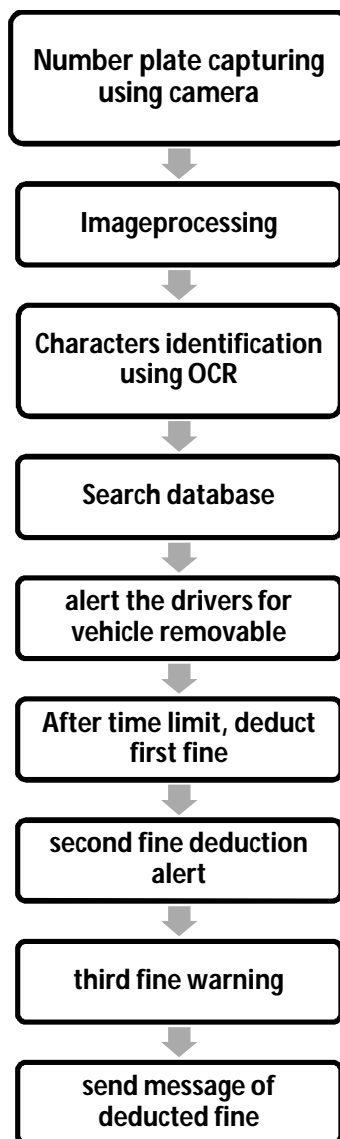 Number plate capturing
using camera
Imageprocessing
Characters identification
using OCR
Search database
alert the drivers for
vehicle removable
After time limit, deduct
first fine
second fine deduction
alert
third fine warning
send message of
deducted fine